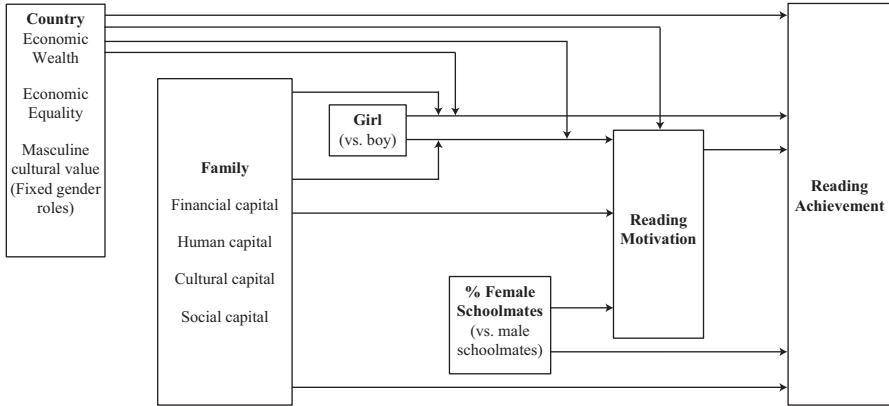 Country
Economic
Wealth
Economic
Equality
Masculine
cultural value
(Fixed gender
roles)
Family
Financial capital
Human capital
Cultural capital
Social capital
Girl
(vs. boy)
% Female
Schoolmates
(vs. male
schoolmates)
Reading
Motivation
Reading
Achievement